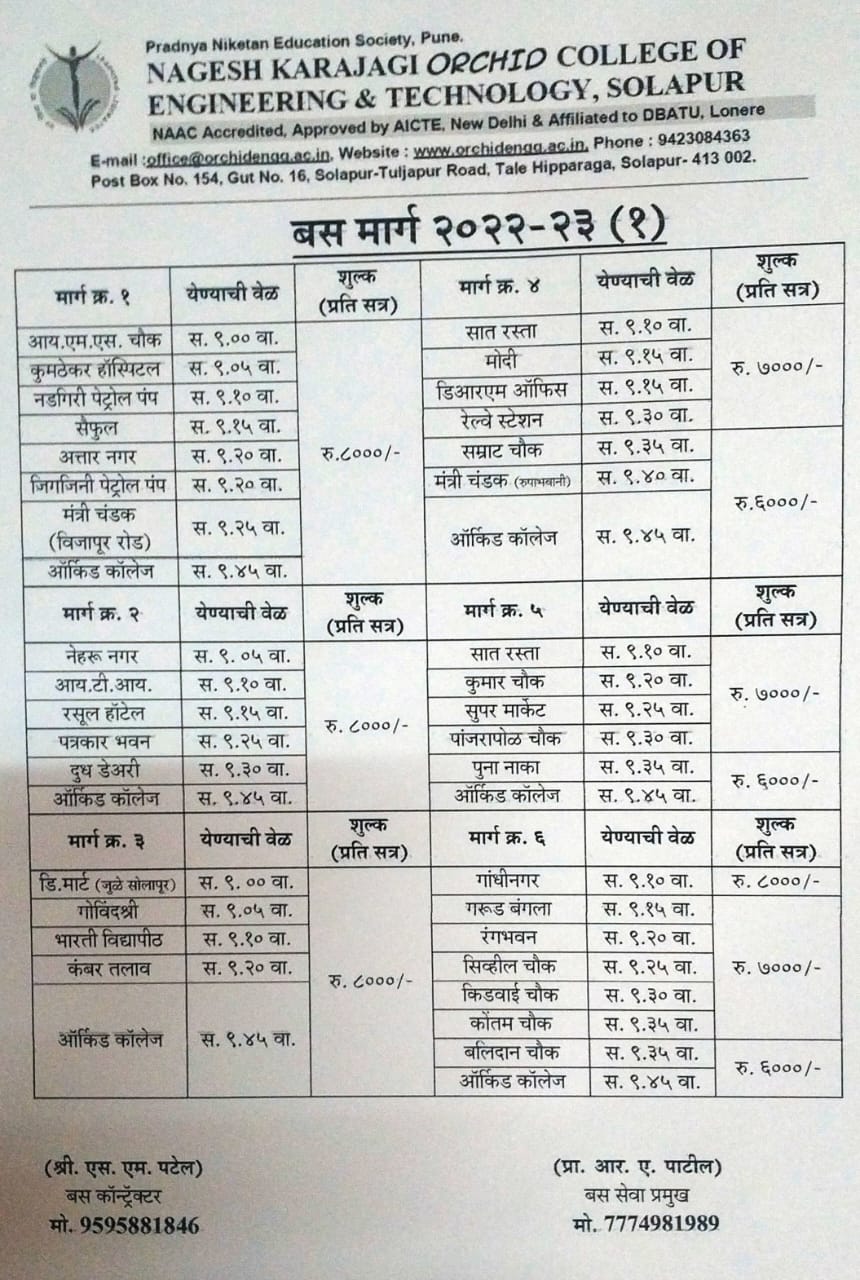 Pradnya Niketan Education Society, Pune.
NAGESH KARAJAGI ORCHID COLLEGE OF
ENGINEERING & TECHNOLOGY, SOLAPUR
NAAC Accredited, Approved by AICTE, New Delhi & Affiliated to DBATU, Lonere
E-mail :office@orchidengg.ac.in, Website : www.orchidengg.ac.in, Phone : 9423084363
Post Box No. 154, Gut No. 16, Solapur-Tuljapur Road, Tale Hipparaga, Solapur- 413 002.
बस मार्ग २०२२-२३ (१)
मार्ग क्र. १ येण्याची वेळ शुल्क (प्रति सत्र)
आय.एम.एस. चौक स. ९.०० वा.
कुमठेकर हॉस्पिटल स. ९.०५ वा.
नडगिरी पेट्रोल पंप स. ९.१० वा.
सैफुल स. ९.१५ वा.
अत्तार नगर स. ९.२० वा. रु.८०००/-
जिगजिनी पेट्रोल पंप स. ९.२० वा.
मंत्री चंडक
(विजापूर रोड) स. ९.२५ वा.
ऑर्किड कॉलेज स. ९.४५ वा.
मार्ग क्र. २ येण्याची वेळ शुल्क (प्रति सत्र)
नेहरू नगर स. ९. ०५ वा.
आय.टी.आय. स. ९.१० वा.
रसूल हॉटेल स. ९.१५ वा. रु. ८०००/-
पत्रकार भवन स. ९.२५ वा.
दुध डेअरी स. ९.३० वा.
ऑर्किड कॉलेज स. ९.४५ वा.
मार्ग क्र. ३ येण्याची वेळ शुल्क (प्रति सत्र)
डि.मार्ट (जुळे सोलापूर) स. ९. ०० वा.
गोविंदश्री स. ९.०५ वा.
भारती विद्यापीठ स. ९.१० वा.
कंबर तलाव स. ९.२० वा. रु. ८०००/-
ऑर्किड कॉलेज स. ९.४५ वा.
मार्ग क्र. ४ येण्याची वेळ शुल्क (प्रति सत्र)
सात रस्ता स. ९.१० वा.
मोदी स. ९.१५ वा. रु. ७०००/-
डिआरएम ऑफिस स. ९.१५ वा.
रेल्वे स्टेशन स. ९.३० वा.
सम्राट चौक स. ९.३५ वा.
मंत्री चंडक (रुपाभवानी) स. ९.४० वा. रु.६०००/-
ऑर्किड कॉलेज स. ९.४५ वा.
मार्ग क्र. ५ येण्याची वेळ शुल्क (प्रति सत्र)
सात रस्ता स. ९.१० वा.
कुमार चौक स. ९.२० वा. रु. ७०००/-
सुपर मार्केट स. ९.२५ वा.
पांजरापोळ चौक स. ९.३० वा.
पुना नाका स. ९.३५ वा. रु. ६०००/-
ऑर्किड कॉलेज स. ९.४५ वा.
मार्ग क्र. ६ येण्याची वेळ शुल्क (प्रति सत्र)
गांधीनगर स. ९.१० वा. रु. ८०००/-
गरूड बंगला स. ९.१५ वा.
रंगभवन स. ९.२० वा.
सिव्हील चौक स. ९.२५ वा. रु. ७०००/-
किडवाई चौक स. ९.३० वा.
कोंतम चौक स. ९.३५ वा.
बलिदान चौक स. ९.३५ वा. रु. ६०००/-
ऑर्किड कॉलेज स. ९.४५ वा.
(श्री. एस. एम. पटेल)
बस कॉन्ट्रॅक्टर
मो. 9595881846
(प्रा. आर. ए. पाटील)
बस सेवा प्रमुख
मो. 7774981989